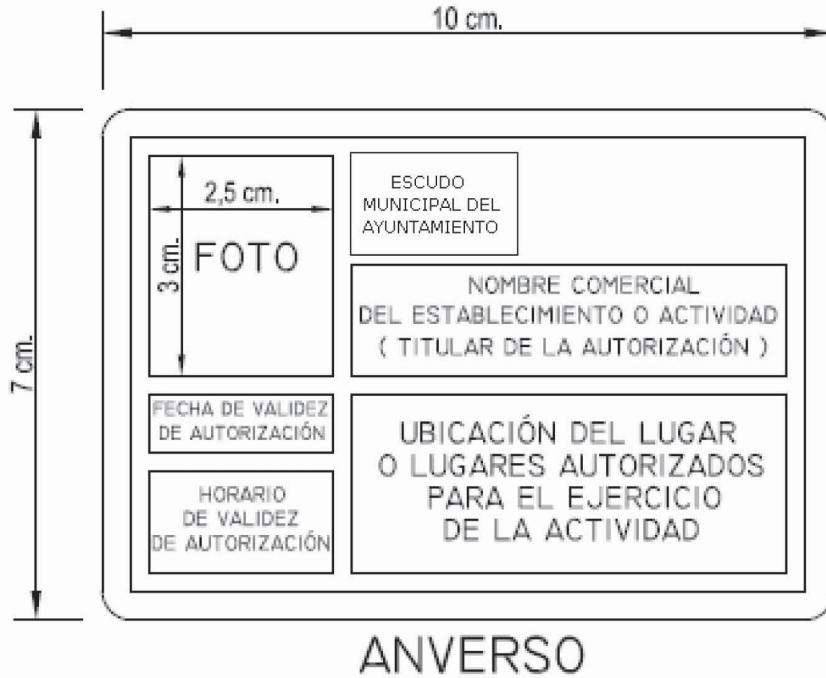 10 cm.
7 cm.
2,5 cm.
3 cm.
FOTO
ESCUDO
MUNICIPAL DEL
AYUNTAMIENTO
NOMBRE COMERCIAL
DEL ESTABLECIMIENTO O ACTIVIDAD
( TITULAR DE LA AUTORIZACIÓN )
FECHA DE VALIDEZ
DE AUTORIZACIÓN
HORARIO
DE VALIDEZ
DE AUTORIZACIÓN
UBICACIÓN DEL LUGAR
O LUGARES AUTORIZADOS
PARA EL EJERCICIO
DE LA ACTIVIDAD
ANVERSO